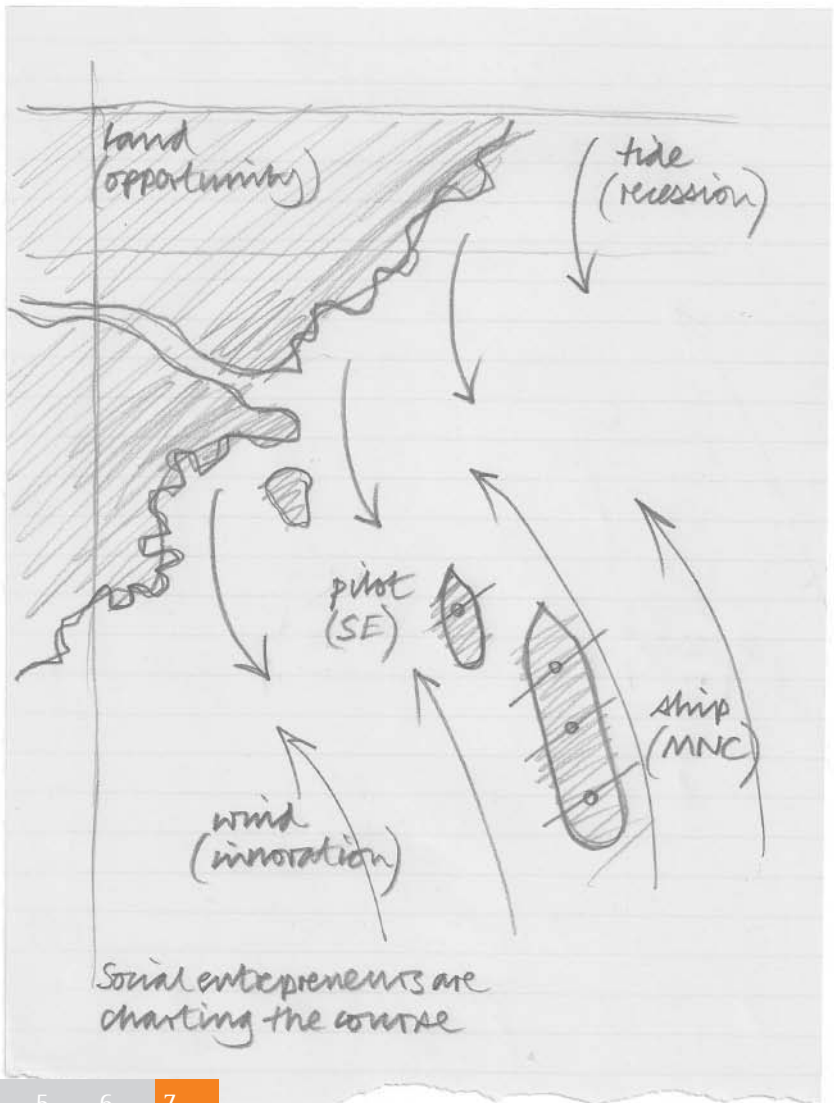 land
(opportunity)
tide
(recession)
pilot
(SE)
ship
(MNC)
wind
(innovation)
Social entrepreneurs are
charting the course
5 6 7